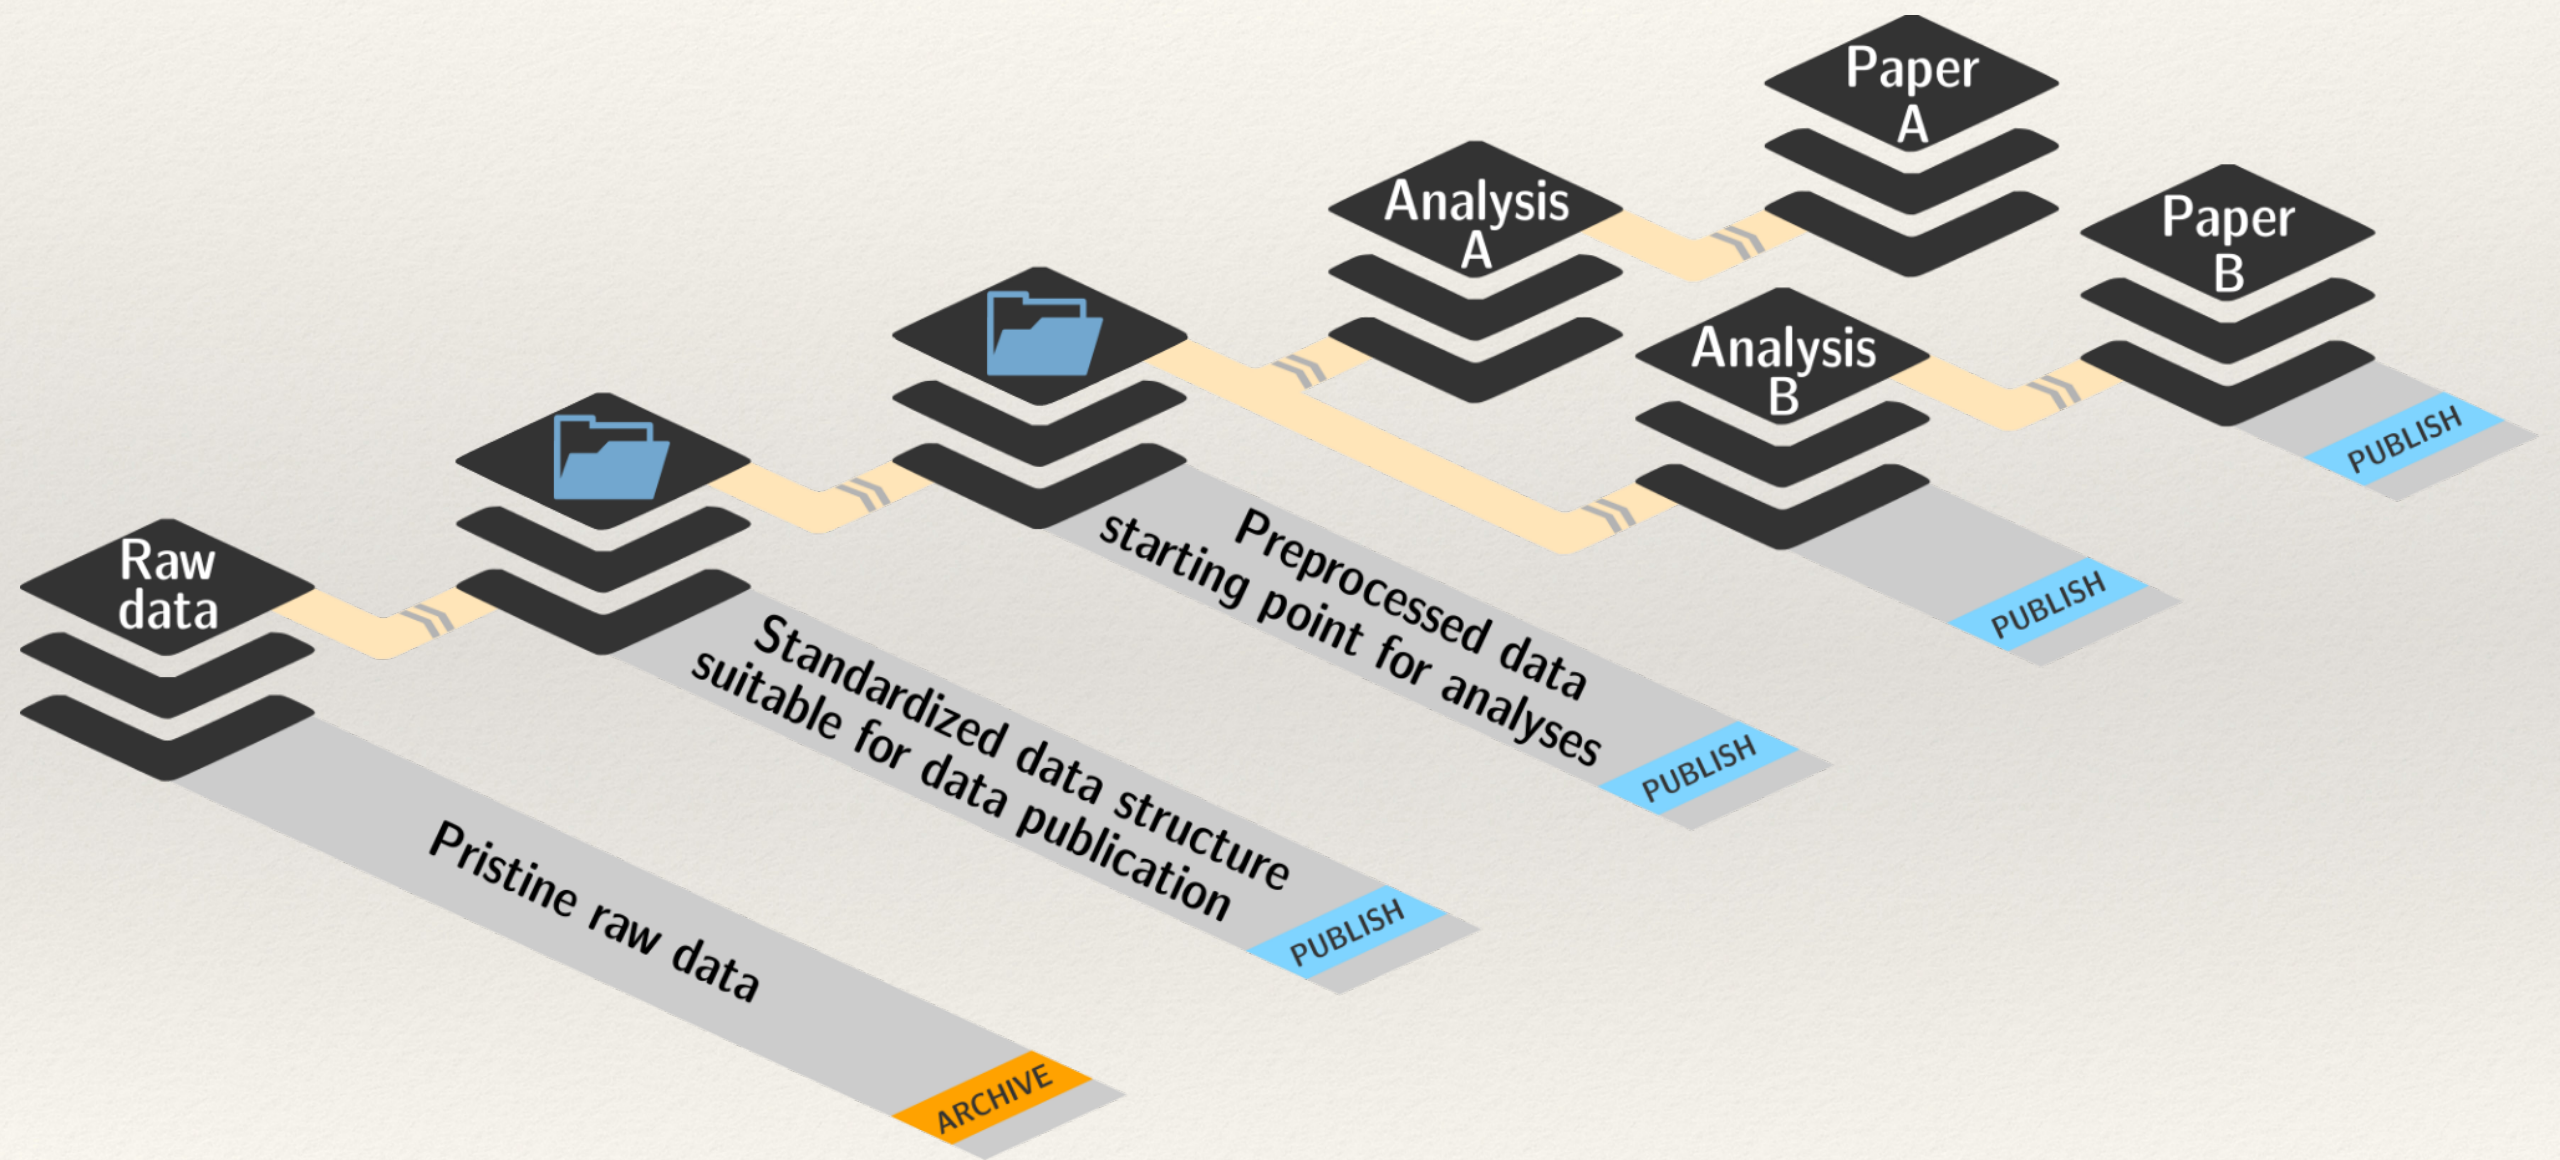 Paper
A
Analysis
A
Paper
B
Analysis
B
Raw
data
Preprocessed data
starting point for analyses
Standardized data structure
suitable for data publication
Pristine raw data
PUBLISH
PUBLISH
PUBLISH
PUBLISH
ARCHIVE